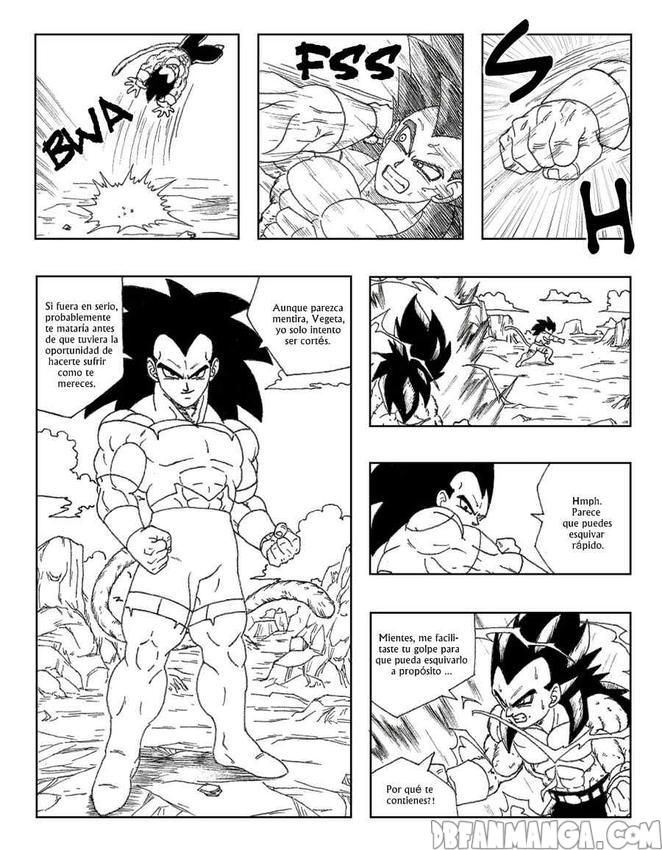 S
H
FSS
BWA
Hmph.
Parece
que puedes
esquivar
rápido.
Mientes, me facili-
taste tu golpe para
que pueda esquivarlo
a propósito ...
Por qué te
contienes?!
Aunque parezca
mentira, Vegeta,
yo solo intento
ser cortés.
Si fuera en serio,
probablemente
te mataría antes
de que tuviera la
oportunidad de
hacerte sufrir
como te
mereces.
DBFANMANGA.COM